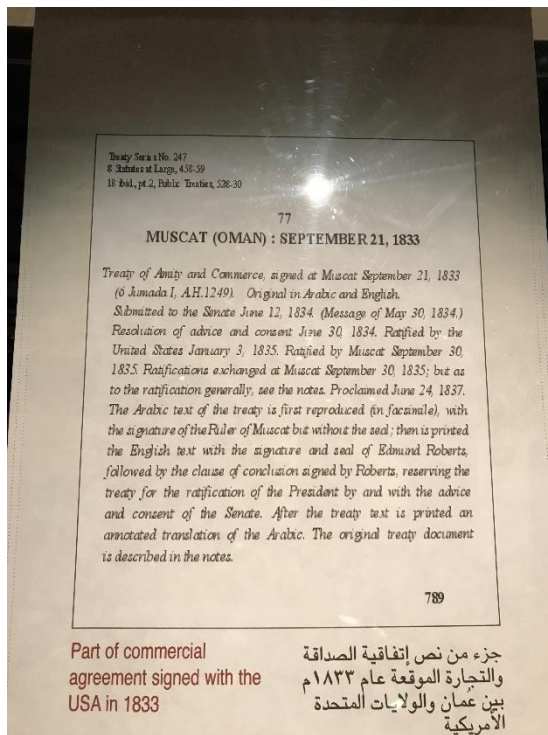 Treaty Series No. 247
8 Statutes at Large, 458-59
18 ibid., pt. 2, Public Treaties, 528-30
77
MUSCAT (OMAN) : SEPTEMBER 21, 1833
Treaty of Amity and Commerce, signed at Muscat September 21, 1833
(6 Jumada I, A.H.1249). Original in Arabic and English.
Submitted to the Senate June 12, 1834. (Message of May 30, 1834.)
Resolution of advice and consent June 30, 1834. Ratified by the
United States January 3, 1835. Ratified by Muscat September 30,
1835. Ratifications exchanged at Muscat September 30, 1835; but as
to the ratification generally, see the notes. Proclaimed June 24, 1837.
The Arabic text of the treaty is first reproduced (in facsimile), with
the signature of the Ruler of Muscat but without the seal; then is printed
the English text with the signature and seal of Edmund Roberts,
followed by the clause of conclusion signed by Roberts, reserving the
treaty for the ratification of the President by and with the advice
and consent of the Senate. After the treaty text is printed an
annotated translation of the Arabic. The original treaty document
is described in the notes.
789
Part of commercial
agreement signed with the
USA in 1833
جزء من نص إتفاقية الصداقة
والتجارة الموقعة عام ١٨٣٣م
بين عُمان والولايات المتحدة
الأمريكية